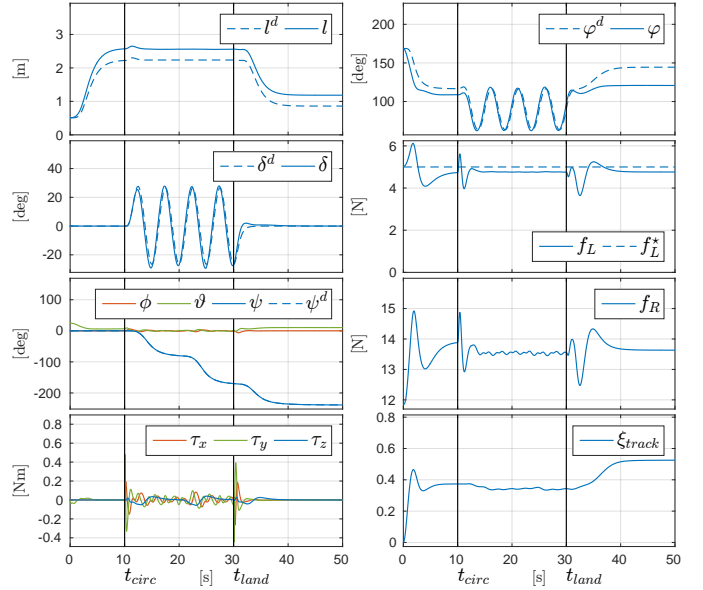 3
2
1
0
[m]
l^d l
200
150
100
[deg]
φ^d φ
40
20
0
-20
[deg]
δ^d δ
6
4
2
0
[N]
f_L f_L^⋆
100
0
-100
-200
[deg]
ϕ ϑ ψ ψ^d
15
14
13
12
[N]
f_R
0.8
0.6
0.4
0.2
0
-0.2
-0.4
[Nm]
τ_x τ_y τ_z
0 10 20 30 40 50
t_circ [s] t_land
0.8
0.6
0.4
0.2
0
ξ_track
0 10 20 30 40 50
t_circ [s] t_land